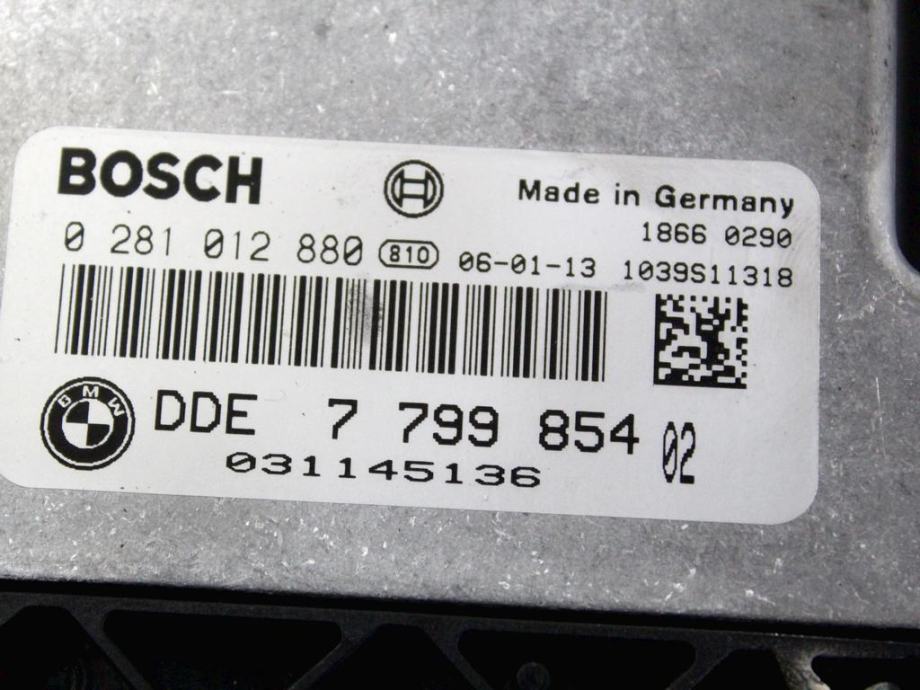 BOSCH
Made in Germany
1866 0290
0 281 012 880 810 06-01-13 1039S11318
BMW
DDE 7 799 854 02
031145136